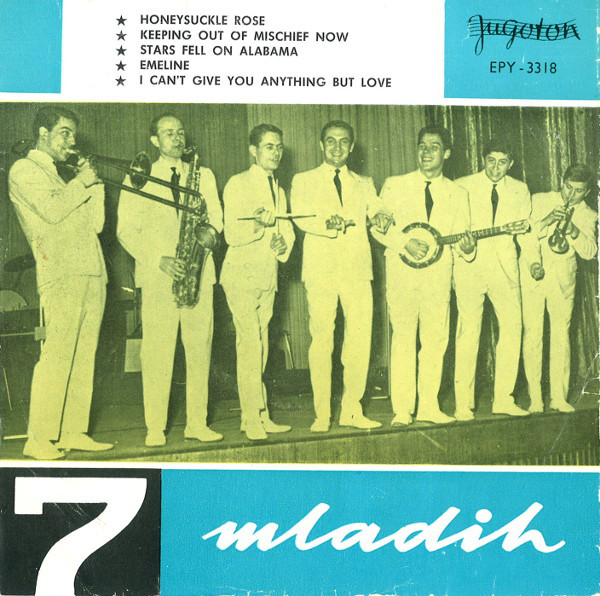 ★ HONEYSUCKLE ROSE
★ KEEPING OUT OF MISCHIEF NOW
★ STARS FELL ON ALABAMA
★ EMELINE
★ I CAN'T GIVE YOU ANYTHING BUT LOVE
Jugoton
EPY-3318
7 mladih